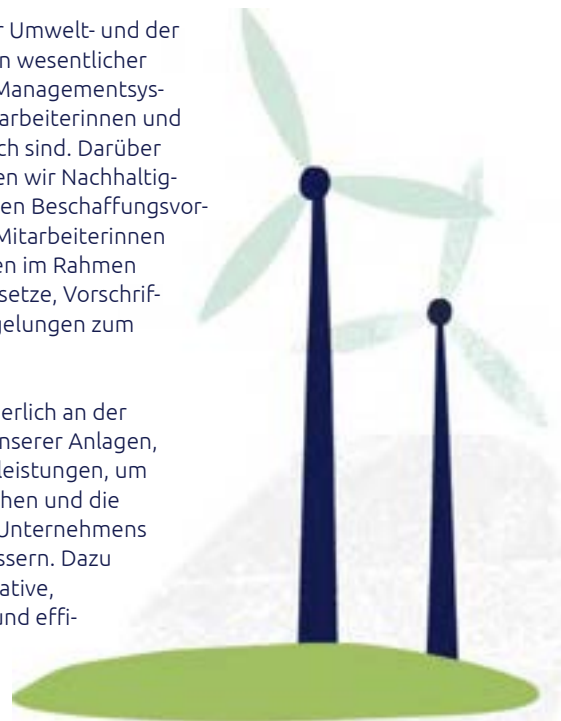 r Umwelt- und der
n wesentlicher
Managementsys-
arbeiterinnen und
ch sind. Darüber
en wir Nachhaltig-
en Beschaffungsvor-
Mitarbeiterinnen
en im Rahmen
setze, Vorschrif-
gelungen zum
erlich an der
nserer Anlagen,
leistungen, um
chen und die
Unternehmens
ssern. Dazu
ative,
und effi-